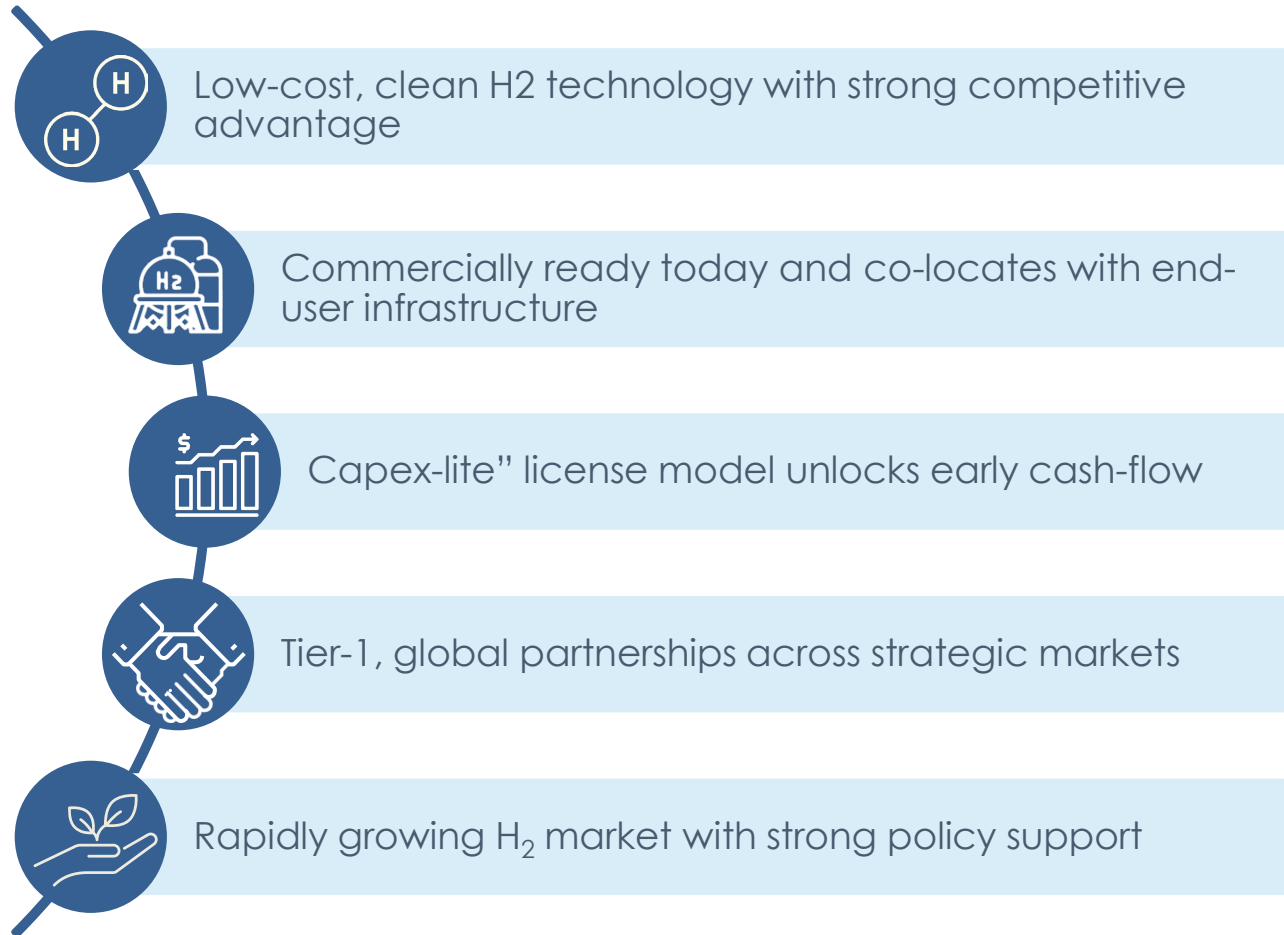 H
H
Low-cost, clean H2 technology with strong competitive
advantage
H2
Commercially ready today and co-locates with end-
user infrastructure
$
Capex-lite” license model unlocks early cash-flow
Tier-1, global partnerships across strategic markets
Rapidly growing H₂ market with strong policy support